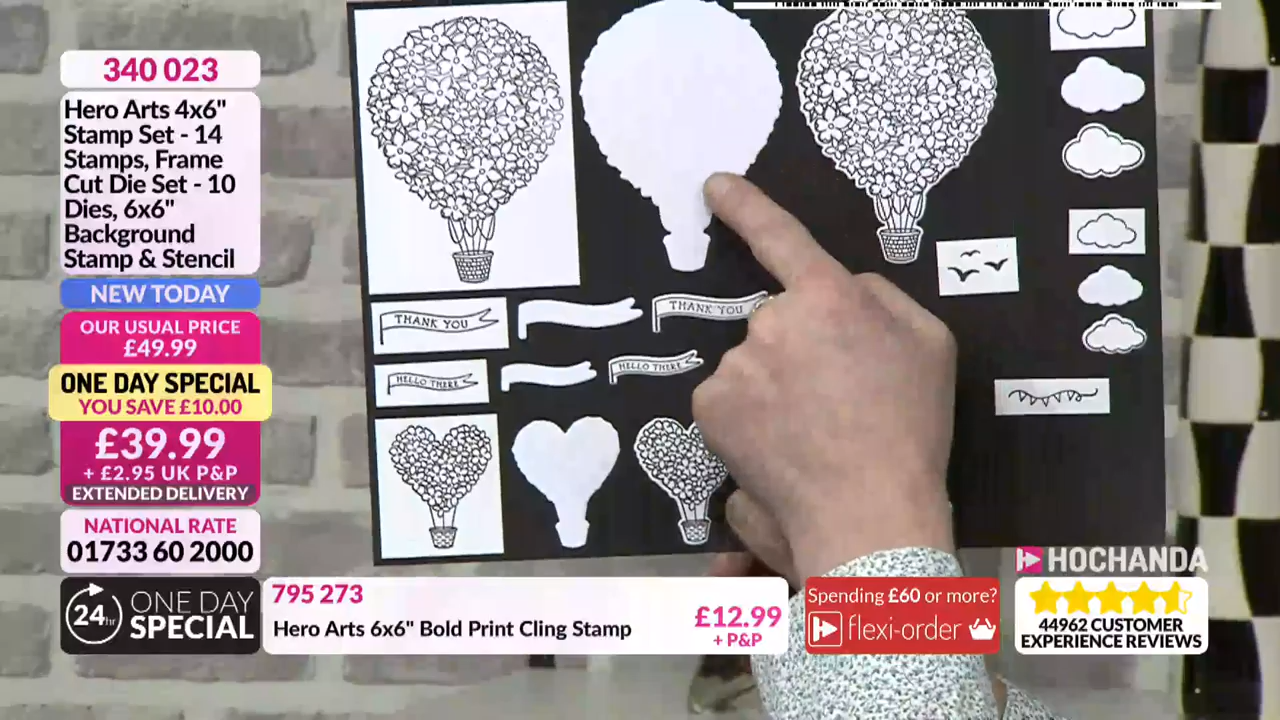 340 023
Hero Arts 4x6"
Stamp Set - 14
Stamps, Frame
Cut Die Set - 10
Dies, 6x6"
Background
Stamp & Stencil
NEW TODAY
OUR USUAL PRICE
£49.99
ONE DAY SPECIAL
YOU SAVE £10.00
£39.99
+ £2.95 UK P&P
EXTENDED DELIVERY
NATIONAL RATE
01733 60 2000
THANK YOU
THANK YOU
HELLO THERE
HELLO THERE
24hr
ONE DAY
SPECIAL
795 273
Hero Arts 6x6" Bold Print Cling Stamp
£12.99
+ P&P
Spending £60 or more?
flexi-order
HOCHANDA
44962 CUSTOMER
EXPERIENCE REVIEWS